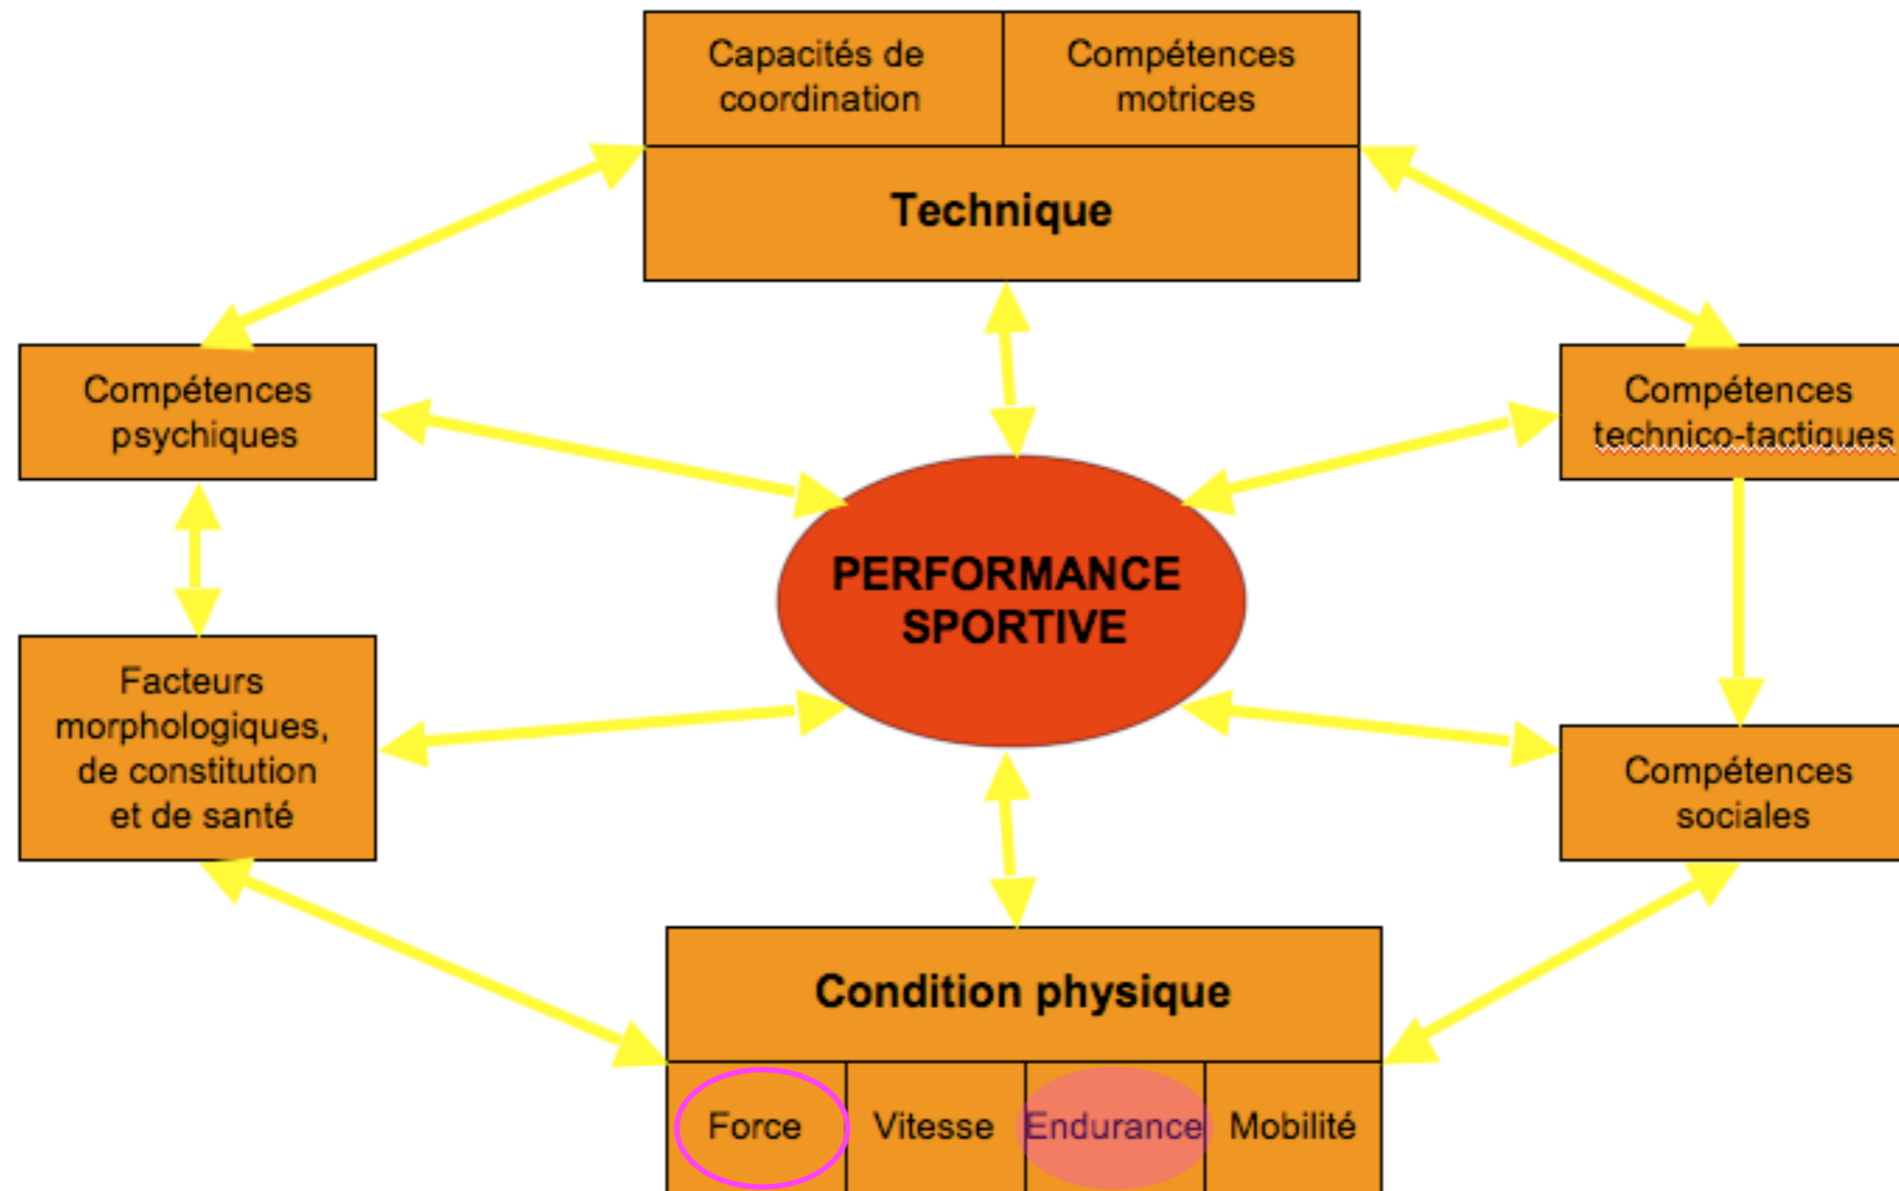 Capacités de
coordination
Compétences
motrices
Technique
Compétences
psychiques
Compétences
technico-tactiques
PERFORMANCE
SPORTIVE
Facteurs
morphologiques,
de constitution
et de santé
Compétences
sociales
Condition physique
Force
Vitesse
Endurance
Mobilité